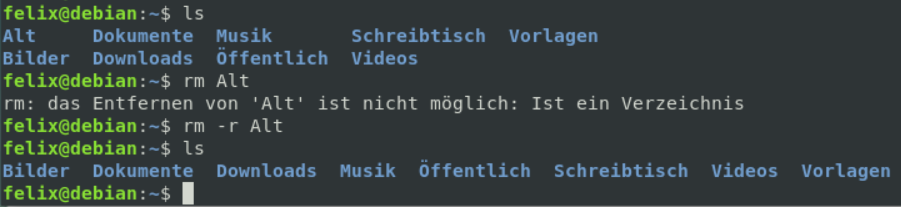 felix@debian:~$ ls
Alt     Dokumente  Musik       Schreibtisch  Vorlagen
Bilder  Downloads  Öffentlich  Videos
felix@debian:~$ rm Alt
rm: das Entfernen von 'Alt' ist nicht möglich: Ist ein Verzeichnis
felix@debian:~$ rm -r Alt
felix@debian:~$ ls
Bilder  Dokumente  Downloads  Musik  Öffentlich  Schreibtisch  Videos  Vorlagen
felix@debian:~$